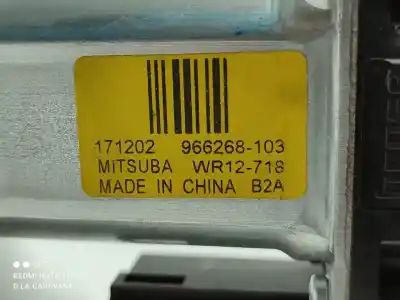 171202 966268-103
MITSUBA WR12-718
MADE IN CHINA B2A